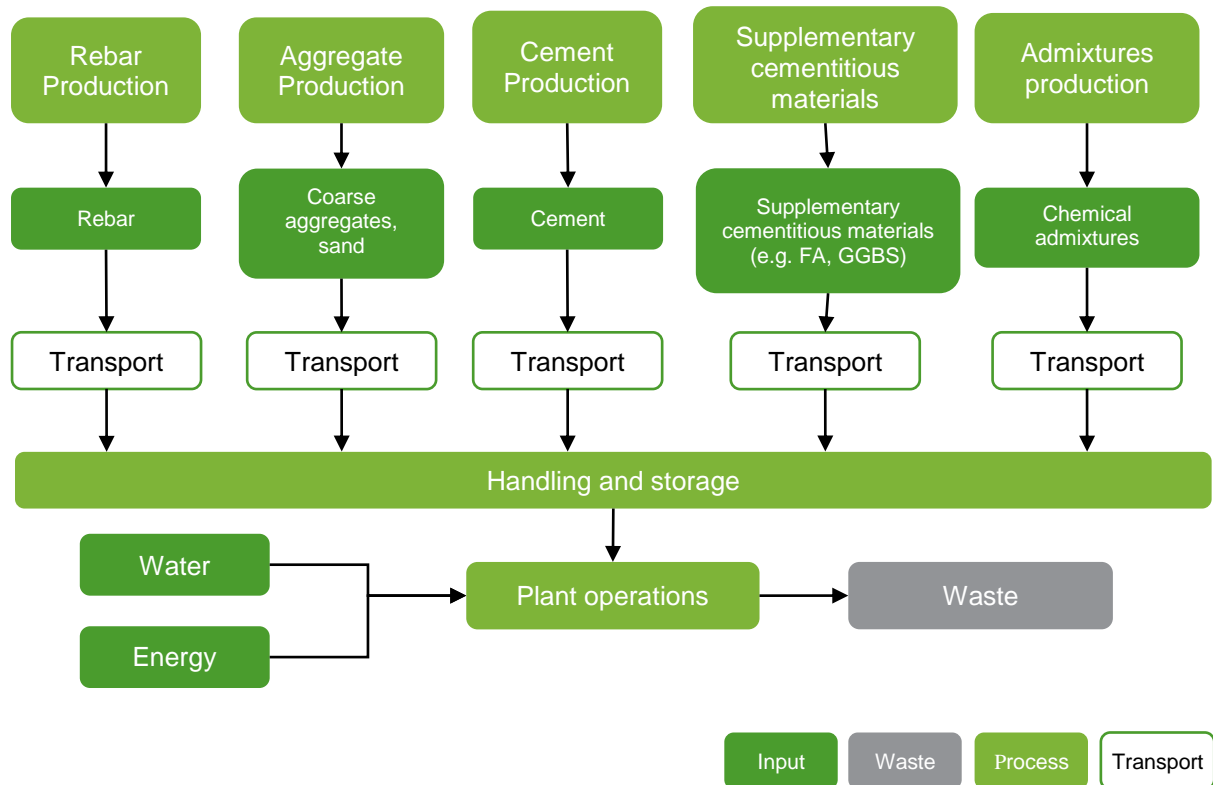 Rebar
Production
Aggregate
Production
Cement
Production
Supplementary
cementitious
materials
Admixtures
production
Rebar
Coarse
aggregates,
sand
Cement
Supplementary
cementitious materials
(e.g. FA, GGBS)
Chemical
admixtures
Transport
Transport
Transport
Transport
Transport
Handling and storage
Water
Energy
Plant operations
Waste
Input
Waste
Process
Transport